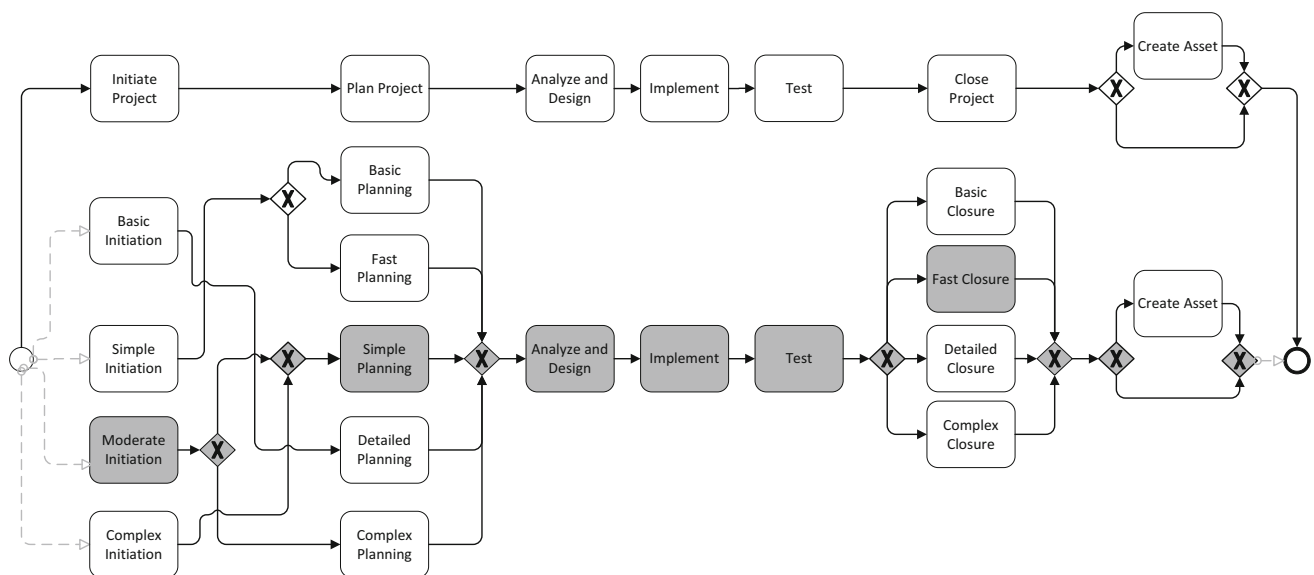 Create Asset
Initiate
Project
Plan Project
Analyze and
Design
Implement
Test
Close
Project
X
X
Basic
Planning
X
Basic
Initiation
Fast
Planning
Basic
Closure
Fast Closure
Create Asset
Simple
Initiation
X
Simple
Planning
X
Analyze and
Design
Implement
Test
X
Detailed
Closure
X
X
X
Moderate
Initiation
X
Detailed
Planning
Complex
Closure
Complex
Initiation
Complex
Planning